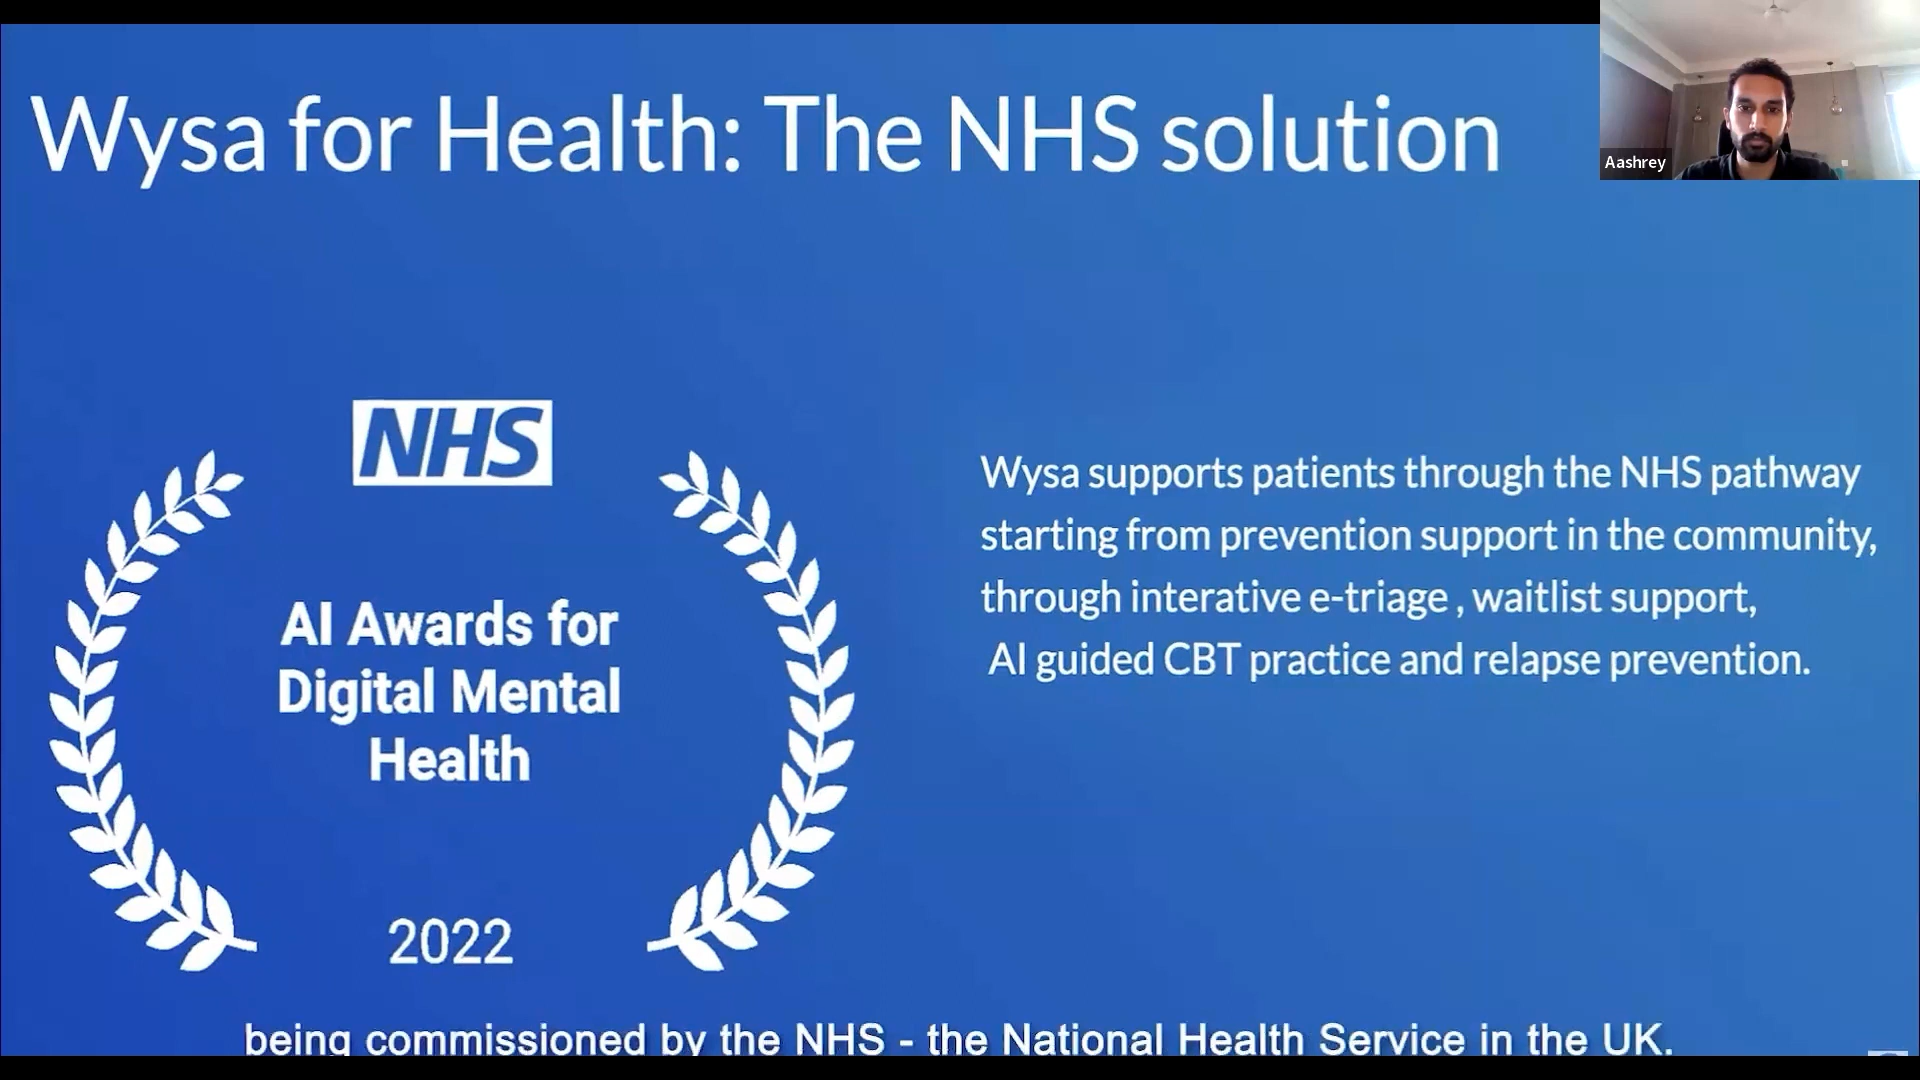 Wysa for Health: The NHS solution
Aashrey
NHS
AI Awards for
Digital Mental
Health
2022
Wysa supports patients through the NHS pathway
starting from prevention support in the community,
through interative e-triage , waitlist support,
AI guided CBT practice and relapse prevention.
being commissioned by the NHS - the National Health Service in the UK.